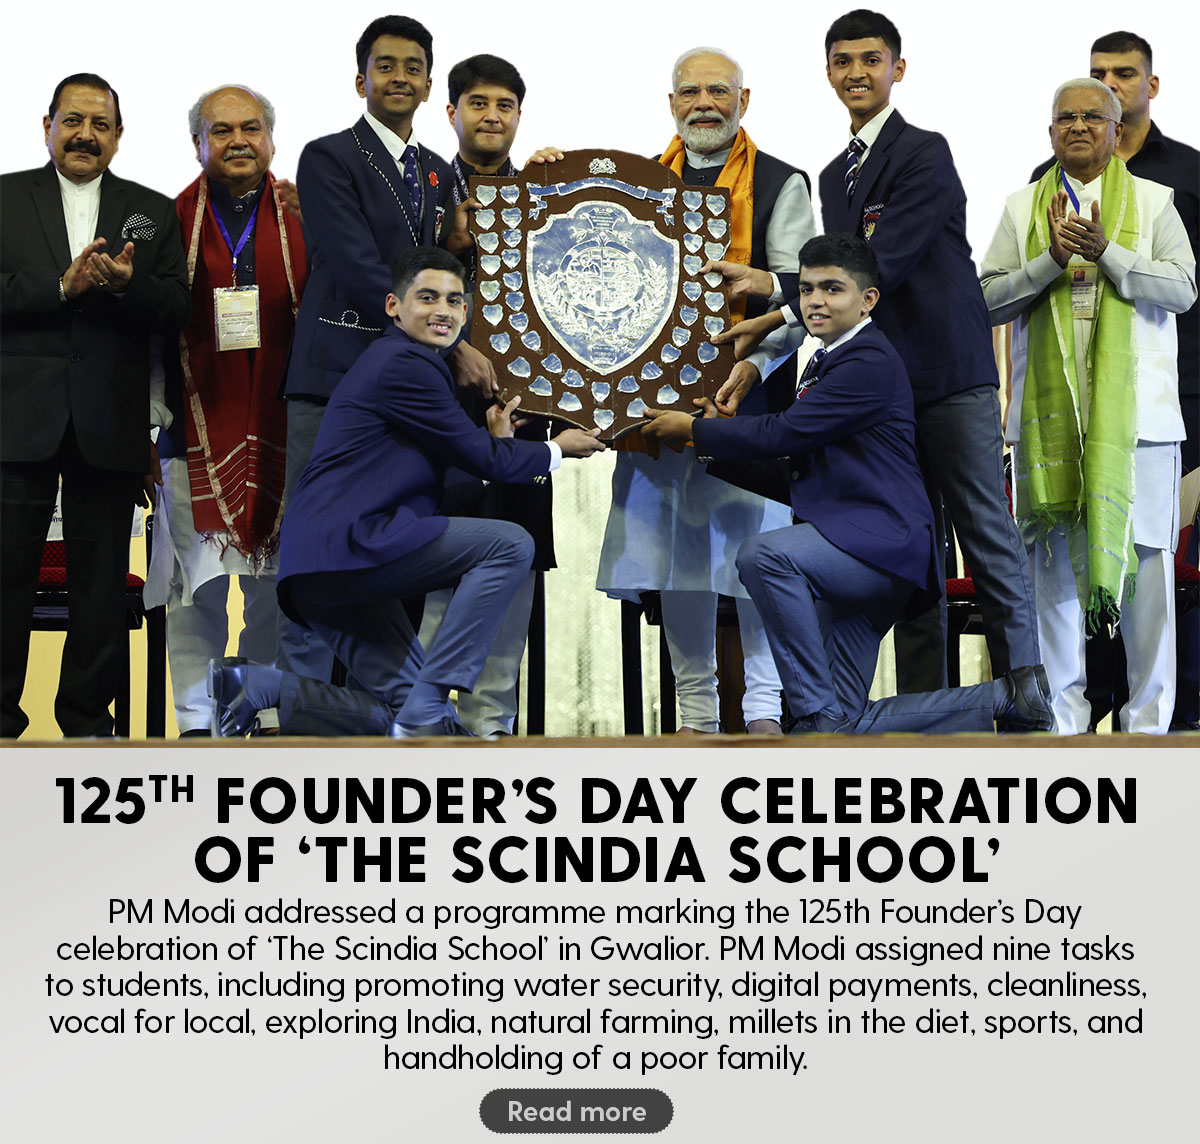 125TH FOUNDER'S DAY CELEBRATION
OF ‘THE SCINDIA SCHOOL’
PM Modi addressed a programme marking the 125th Founder's Day
celebration of ‘The Scindia School’ in Gwalior. PM Modi assigned nine tasks
to students, including promoting water security, digital payments, cleanliness,
vocal for local, exploring India, natural farming, millets in the diet, sports, and
handholding of a poor family.
Read more